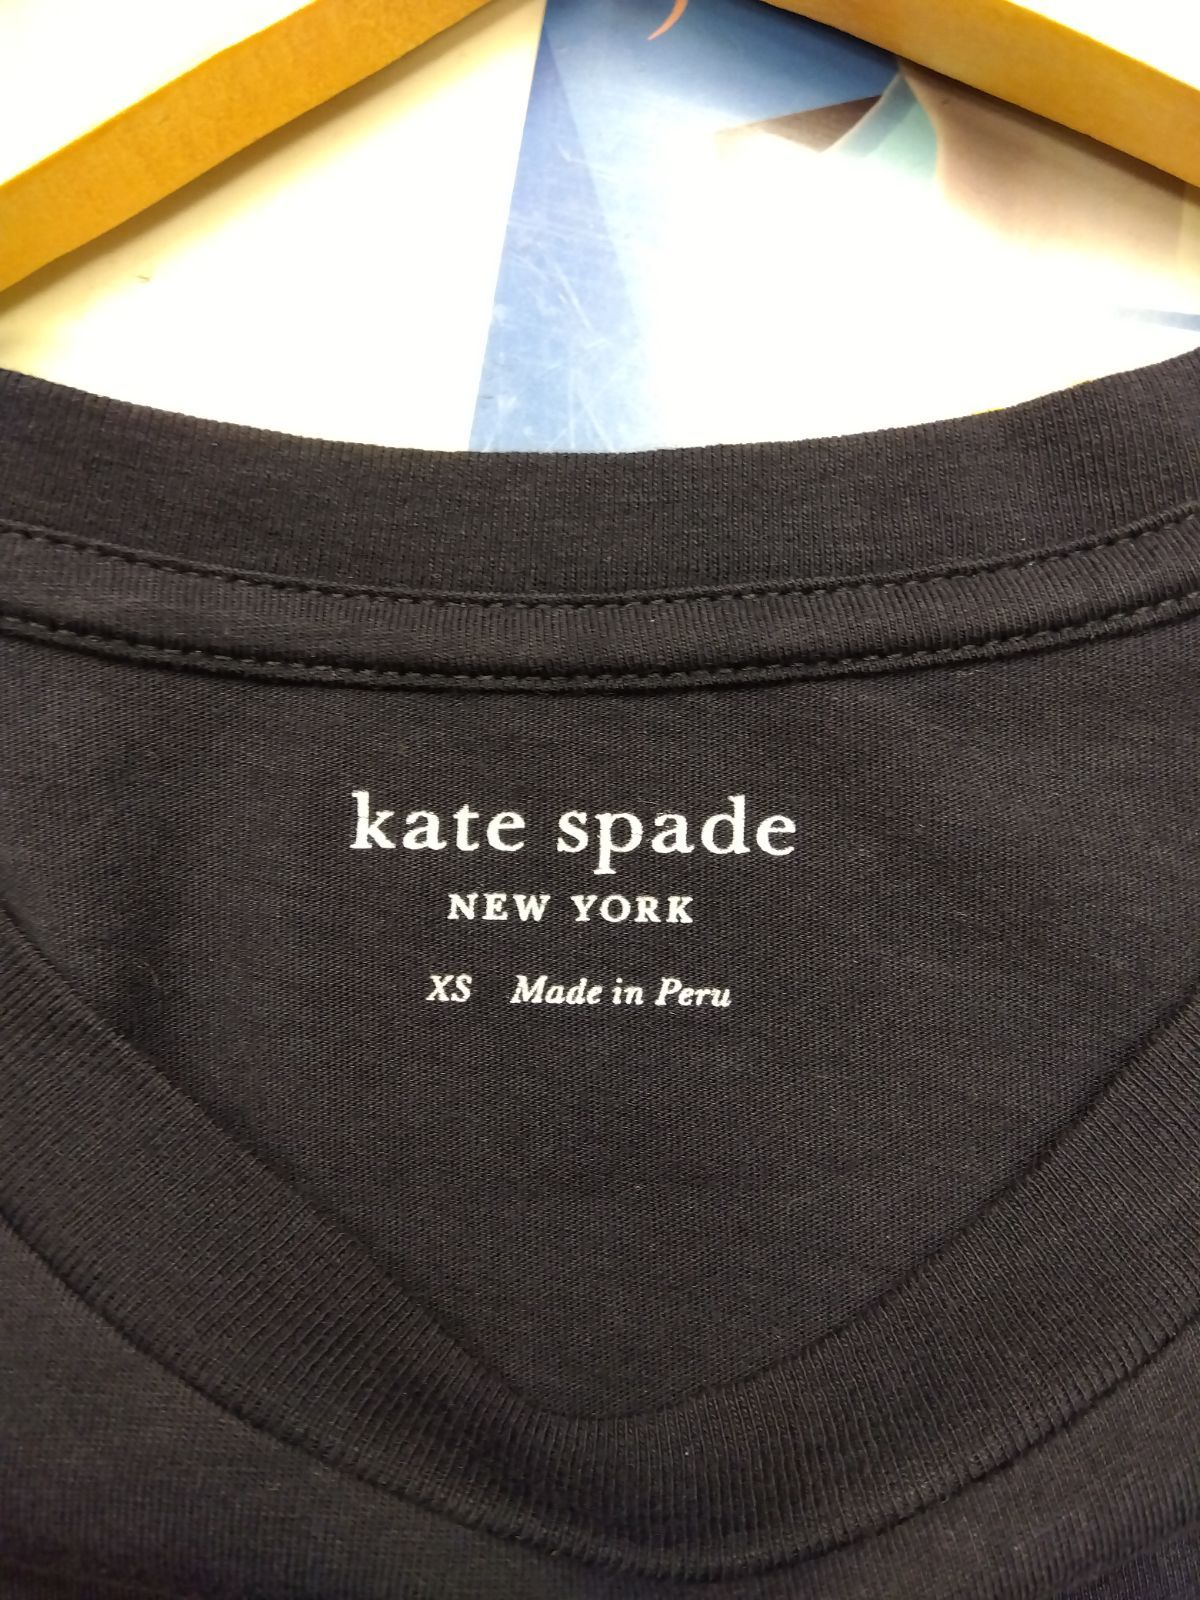 kate spade
NEW YORK
XS Made in Peru